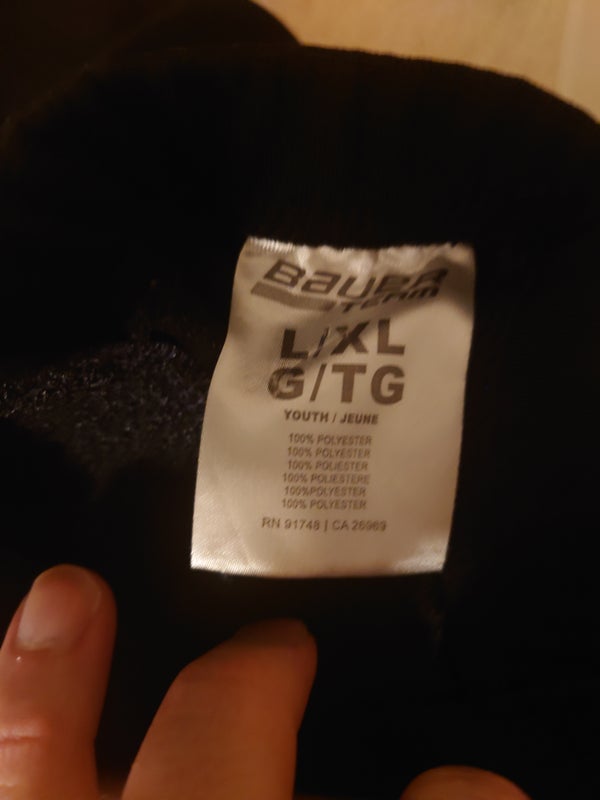 BAUER
TEAM
L/XL
G/TG
YOUTH / JEUNE
100% POLYESTER
100% POLYESTER
100% POLIESTER
100% POLIESTERE
100%POLYESTER
100% POLYESTER
RN 91748 | CA 26969